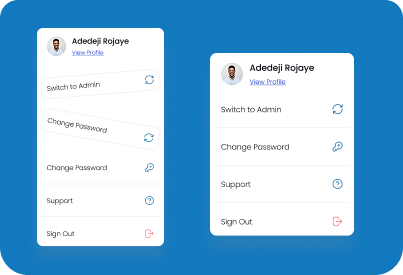 Adedeji Rojaye
View Profile
Switch to Admin
Change Password
Change Password
Support
Sign Out
Adedeji Rojaye
View Profile
Switch to Admin
Change Password
Support
Sign Out